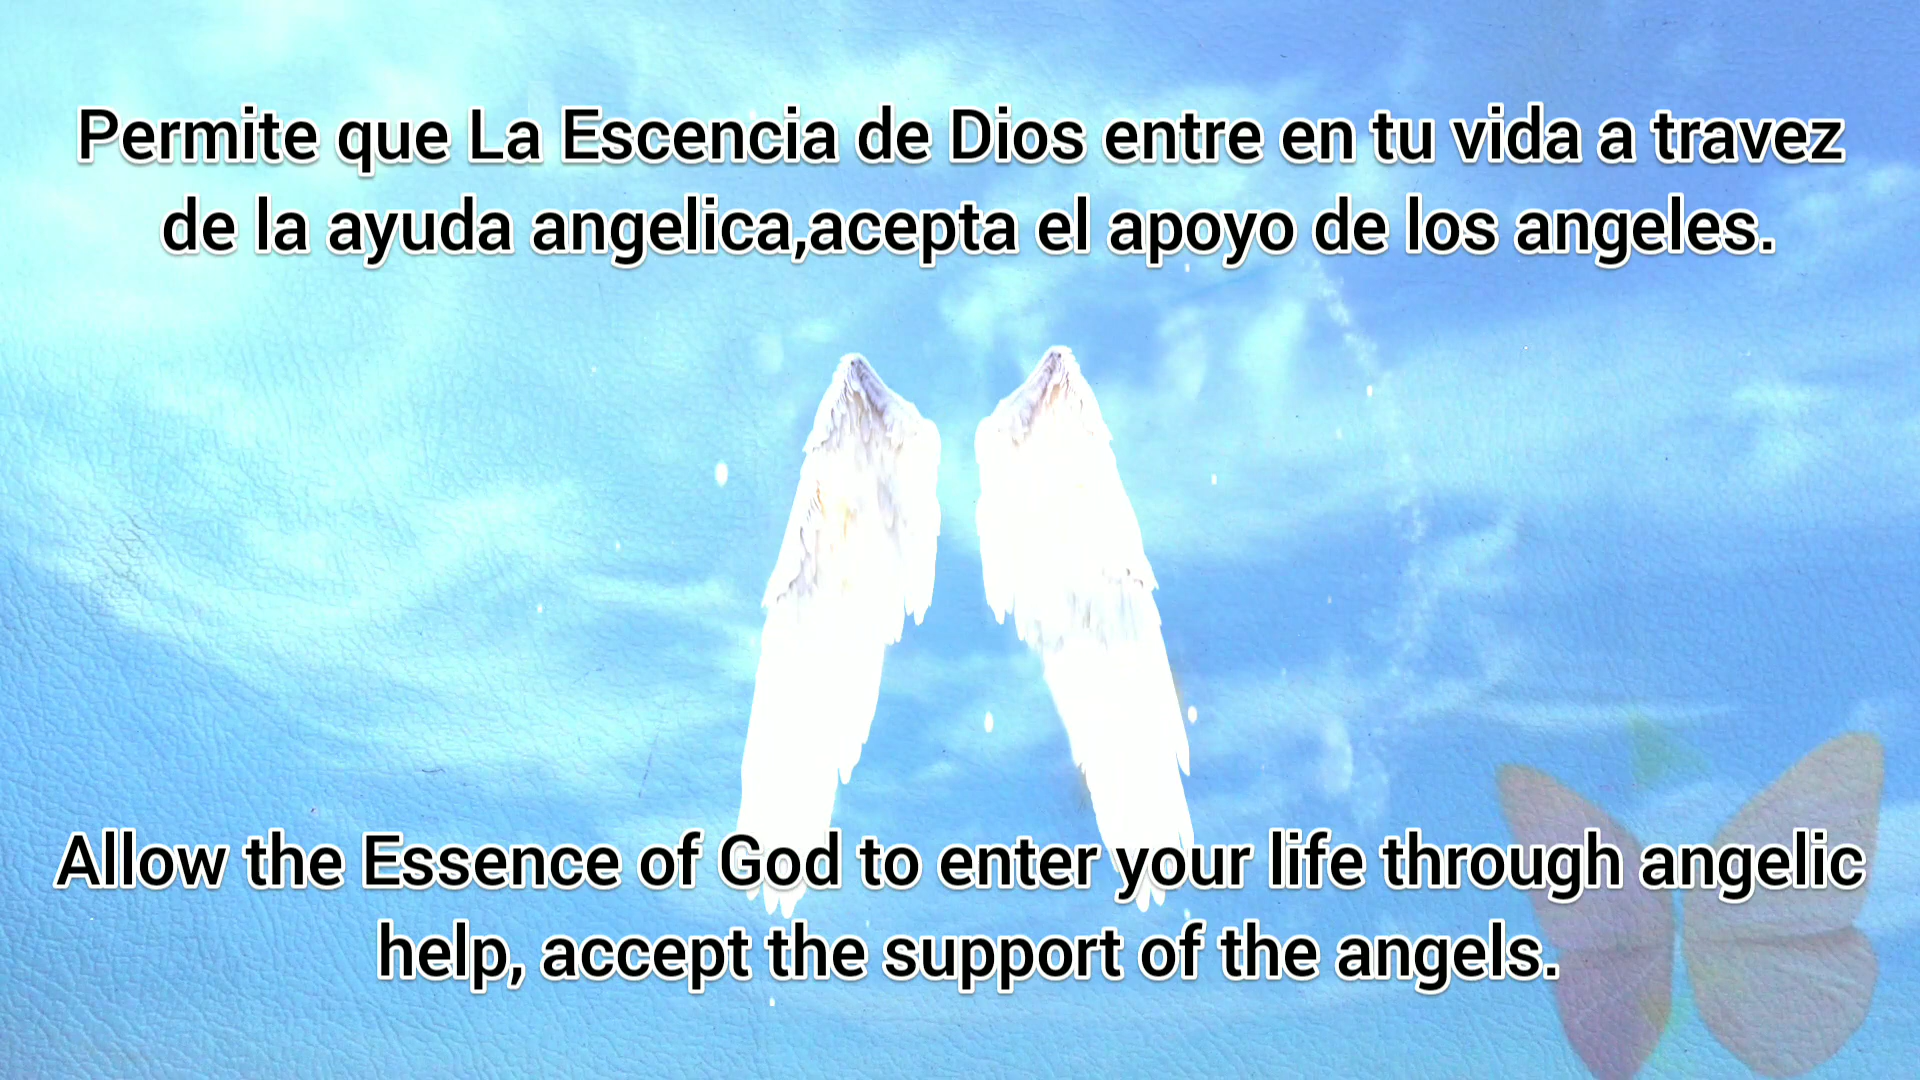 Permite que La Escencia de Dios entre en tu vida a travez
de la ayuda angelica,acepta el apoyo de los angeles.
Allow the Essence of God to enter your life through angelic
help, accept the support of the angels.